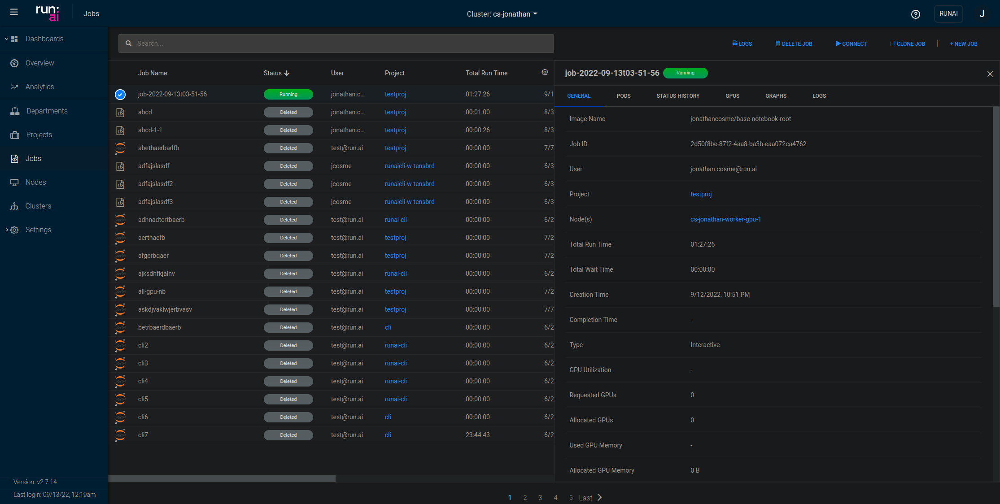 run:
ai
Jobs
Cluster: cs-jonathan
RUNAI
J
Dashboards
Overview
Analytics
Departments
Projects
Jobs
Nodes
Clusters
Settings
Version: v2.7.14
Last login: 09/13/22, 12:19am
Search...
LOGS
DELETE JOB
CONNECT
CLONE JOB
|
+ NEW JOB
Job Name Status User Project Total Run Time
job-2022-09-13t03-51-56 Running jonathan.c... testproj 01:27:26 9/1
abcd Deleted jonathan.c... testproj 00:01:00 8/3
abcd-1-1 Deleted jonathan.c... testproj 00:00:26 8/3
abetbaerbadfb Deleted test@run.ai testproj 00:00:00 7/7
adfajslasdf Deleted jcosme runaicli-w-tensbrd 00:00:00 6/3
adfajslasdf2 Deleted jcosme runaicli-w-tensbrd 00:00:00 6/3
adfajslasdf3 Deleted jcosme runaicli-w-tensbrd 00:00:00 6/3
adhnadtertbaerb Deleted test@run.ai runai-cli 00:00:00 6/2
aerthaefb Deleted test@run.ai testproj 00:00:00 7/2
afgerbqaer Deleted test@run.ai testproj 00:00:00 7/2
ajksdhfkjalnv Deleted test@run.ai runai-cli 00:00:00 6/2
all-gpu-nb Deleted test@run.ai testproj 00:00:00 7/2
askdjvaklwjerbvasv Deleted test@run.ai testproj 00:00:00 7/7
betrbaerdbaerb Deleted test@run.ai cli 00:00:00 6/2
cli2 Deleted test@run.ai runai-cli 00:00:00 6/2
cli3 Deleted test@run.ai runai-cli 00:00:00 6/2
cli4 Deleted test@run.ai runai-cli 00:00:00 6/2
cli5 Deleted test@run.ai runai-cli 00:00:00 6/2
cli6 Deleted test@run.ai cli 00:00:00 6/2
cli7 Deleted test@run.ai cli 23:44:43 6/2
job-2022-09-13t03-51-56 Running
GENERAL PODS STATUS HISTORY GPUS GRAPHS LOGS
Image Name jonathancosme/base-notebook-root
Job ID 2d50f8be-87f2-4aa8-ba3b-eaa072ca4762
User jonathan.cosme@run.ai
Project testproj
Node(s) cs-jonathan-worker-gpu-1
Total Run Time 01:27:26
Total Wait Time 00:00:00
Creation Time 9/12/2022, 10:51 PM
Completion Time -
Type Interactive
GPU Utilization -
Requested GPUs 0
Allocated GPUs 0
Used GPU Memory -
Allocated GPU Memory 0 B
1 2 3 4 5 Last